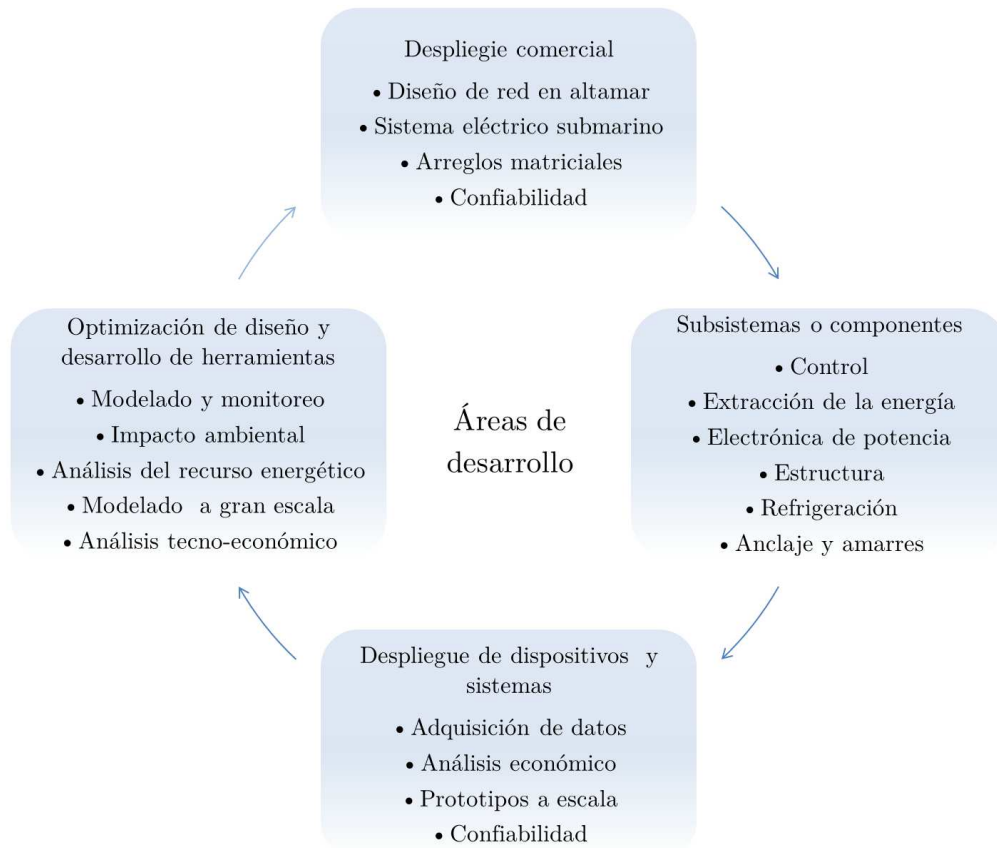 Despliegie comercial
• Diseño de red en altamar
• Sistema eléctrico submarino
• Arreglos matriciales
• Confiabilidad
Subsistemas o componentes
• Control
• Extracción de la energía
• Electrónica de potencia
• Estructura
• Refrigeración
• Anclaje y amarres
Despliegue de dispositivos y
sistemas
• Adquisición de datos
• Análisis económico
• Prototipos a escala
• Confiabilidad
Optimización de diseño y
desarrollo de herramientas
• Modelado y monitoreo
• Impacto ambiental
• Análisis del recurso energético
• Modelado a gran escala
• Análisis tecno-económico
Áreas de
desarrollo